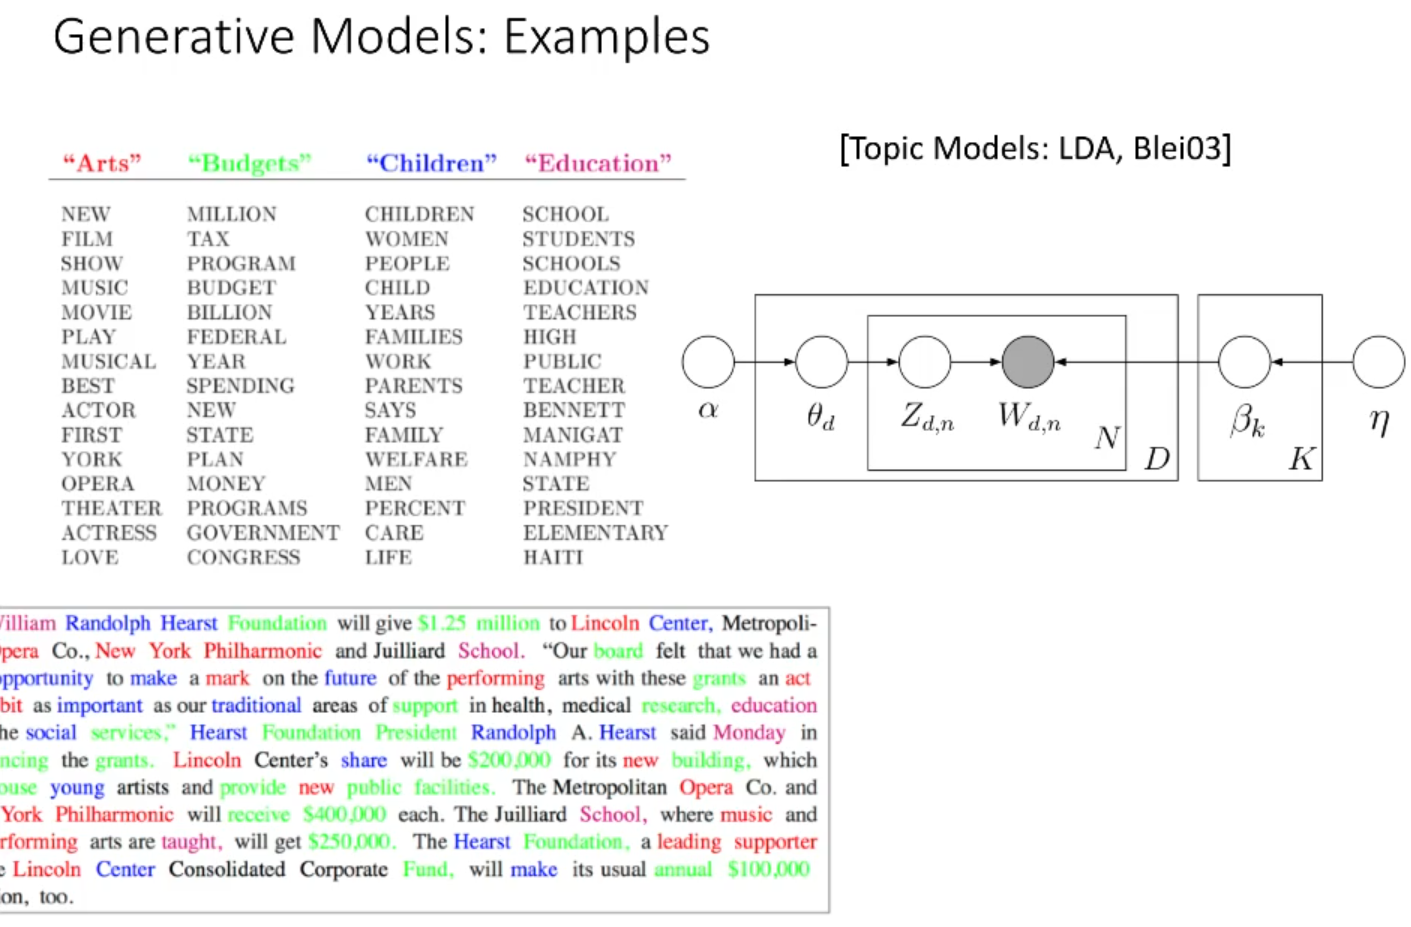 Generative Models: Examples
[Topic Models: LDA, Blei03]
“Arts” “Budgets” “Children” “Education”
NEW MILLION CHILDREN SCHOOL
FILM TAX WOMEN STUDENTS
SHOW PROGRAM PEOPLE SCHOOLS
MUSIC BUDGET CHILD EDUCATION
MOVIE BILLION YEARS TEACHERS
PLAY FEDERAL FAMILIES HIGH
MUSICAL YEAR WORK PUBLIC
BEST SPENDING PARENTS TEACHER
ACTOR NEW SAYS BENNETT
FIRST STATE FAMILY MANIGAT
YORK PLAN WELFARE NAMPHY
OPERA MONEY MEN STATE
THEATER PROGRAMS PERCENT PRESIDENT
ACTRESS GOVERNMENT CARE ELEMENTARY
LOVE CONGRESS LIFE HAITI
α θd Zd,n Wd,n N D βk K η
illiam Randolph Hearst Foundation will give $1.25 million to Lincoln Center, Metropoli-
pera Co., New York Philharmonic and Juilliard School. “Our board felt that we had a
pportunity to make a mark on the future of the performing arts with these grants an act
bit as important as our traditional areas of support in health, medical research, education
he social services,” Hearst Foundation President Randolph A. Hearst said Monday in
ncing the grants. Lincoln Center’s share will be $200,000 for its new building, which
ouse young artists and provide new public facilities. The Metropolitan Opera Co. and
York Philharmonic will receive $400,000 each. The Juilliard School, where music and
rforming arts are taught, will get $250,000. The Hearst Foundation, a leading supporter
e Lincoln Center Consolidated Corporate Fund, will make its usual annual $100,000
ion, too.